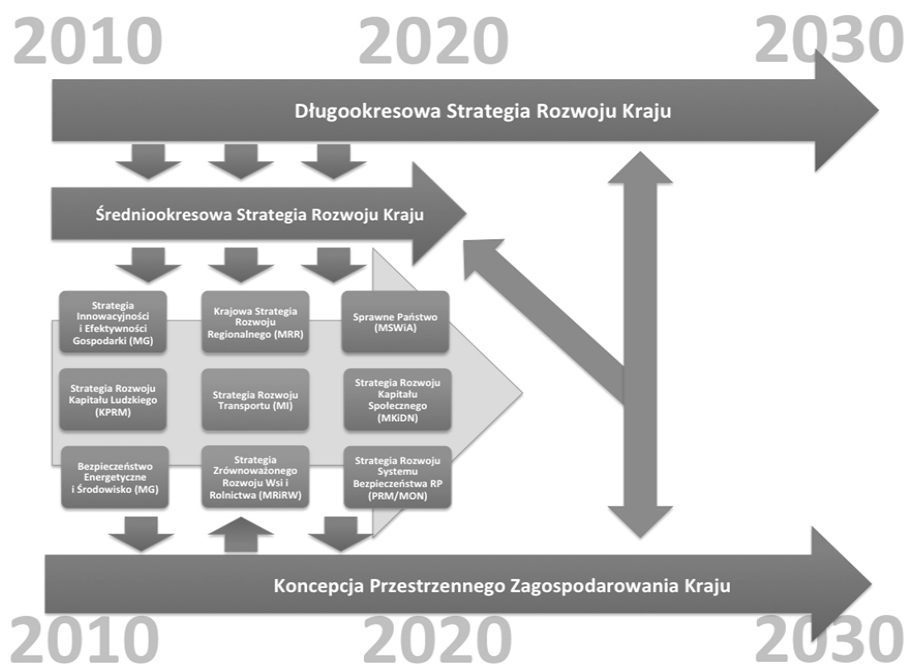 2010 2020 2030
Długookresowa Strategia Rozwoju Kraju
Średniookresowa Strategia Rozwoju Kraju
Strategia
Innowacyjności
i Efektywności
Gospodarki (MG)
Krajowa Strategia
Rozwoju
Regionalnego (MRR)
Sprawne Państwo
(MSWiA)
Strategia Rozwoju
Kapitału Ludzkiego
(KPRM)
Strategia Rozwoju
Transportu (MI)
Strategia Rozwoju
Kapitału
Społecznego
(MKiDN)
Bezpieczeństwo
Energetyczne
i Środowisko (MG)
Strategia
Zrównoważonego
Rozwoju Wsi i
Rolnictwa (MRiRW)
Strategia Rozwoju
Systemu
Bezpieczeństwa RP
(PRM/MON)
Koncepcja Przestrzennego Zagospodarowania Kraju
2010 2020 2030